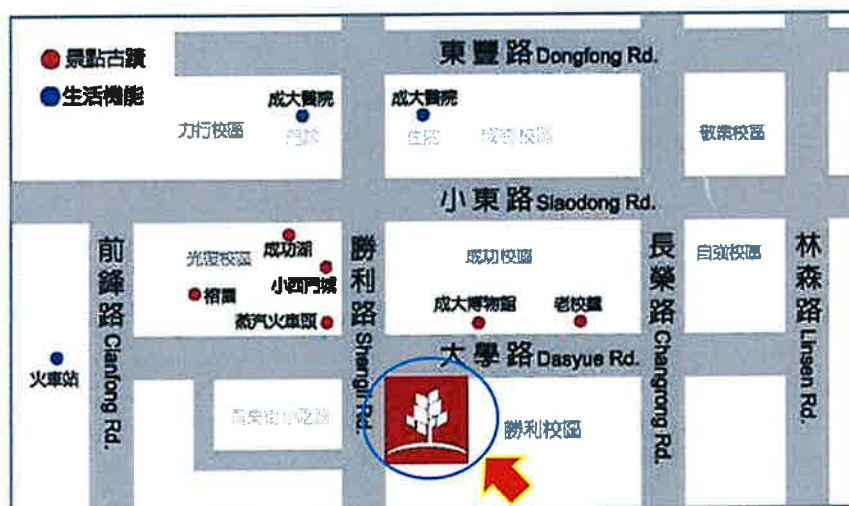 景點古蹟
生活機能
東豐路 Dongfong Rd.
成大醫院
成大醫院
力行校區
門診
住院
成杏校區
敬業校區
小東路 Siaodong Rd.
前鋒路 Cianfong Rd.
光復校區
成功湖
小西門城
榕園
蒸汽火車頭
勝利路 Shengli Rd.
成功校區
成大博物館
老校鐘
長榮路 Changrong Rd.
自強校區
林森路 Linsen Rd.
火車站
大學路 Dasyue Rd.
勝利校區